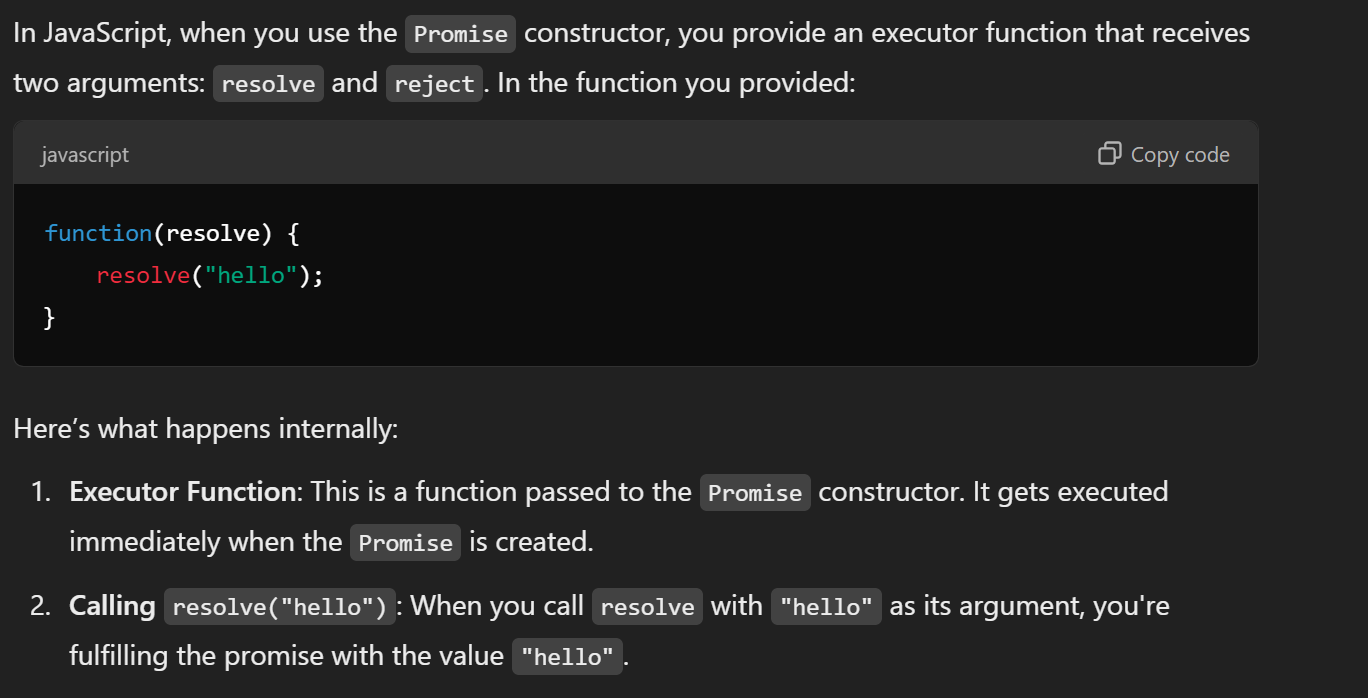 In JavaScript, when you use the Promise constructor, you provide an executor function that receives
two arguments: resolve and reject. In the function you provided:
javascript Copy code
function(resolve) {
    resolve("hello");
}
Here’s what happens internally:
1. Executor Function: This is a function passed to the Promise constructor. It gets executed
immediately when the Promise is created.
2. Calling resolve("hello"): When you call resolve with "hello" as its argument, you're
fulfilling the promise with the value "hello".